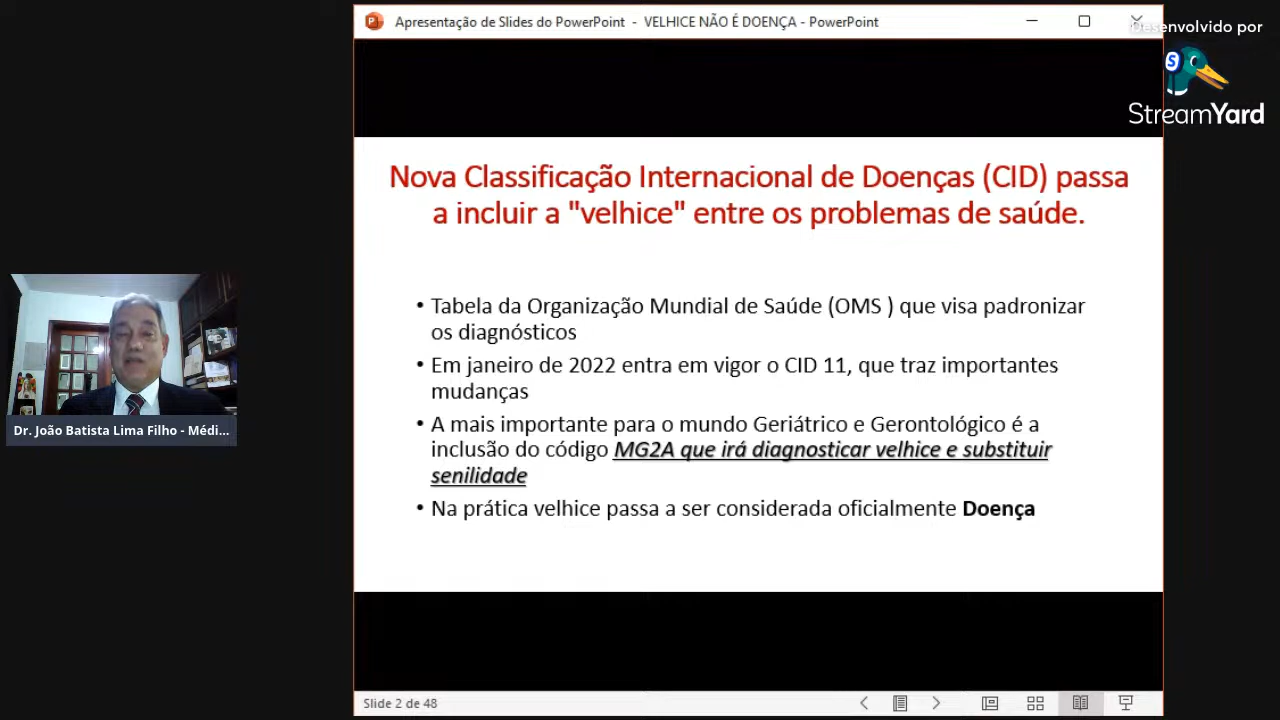 Apresentação de Slides do PowerPoint - VELHICE NÃO É DOENÇA - PowerPoint
Desenvolvido por
S
StreamYard
Nova Classificação Internacional de Doenças (CID) passa
a incluir a "velhice" entre os problemas de saúde.
• Tabela da Organização Mundial de Saúde (OMS ) que visa padronizar
os diagnósticos
• Em janeiro de 2022 entra em vigor o CID 11, que traz importantes
mudanças
• A mais importante para o mundo Geriátrico e Gerontológico é a
inclusão do código MG2A que irá diagnosticar velhice e substituir
senilidade
• Na prática velhice passa a ser considerada oficialmente Doença
Dr. João Batista Lima Filho - Médi...
Slide 2 de 48